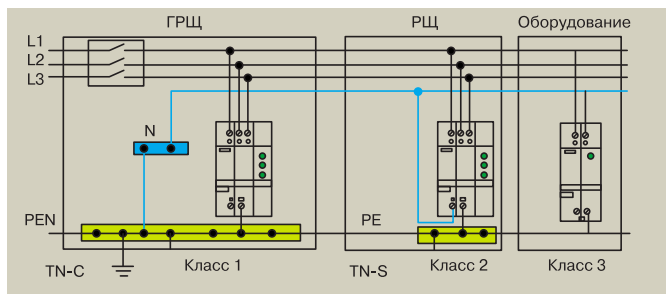 ГРЩ
РЩ
Оборудование
L1
L2
L3
N
PEN
PE
TN-C
Класс 1
TN-S
Класс 2
Класс 3